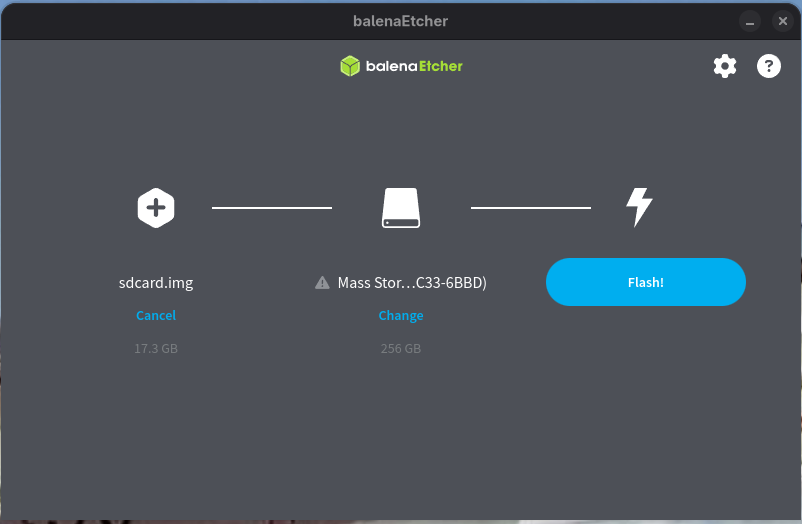 balenaEtcher
balenaEtcher
sdcard.img
Mass Stor…C33-6BBD)
Flash!
Cancel
Change
17.3 GB
256 GB